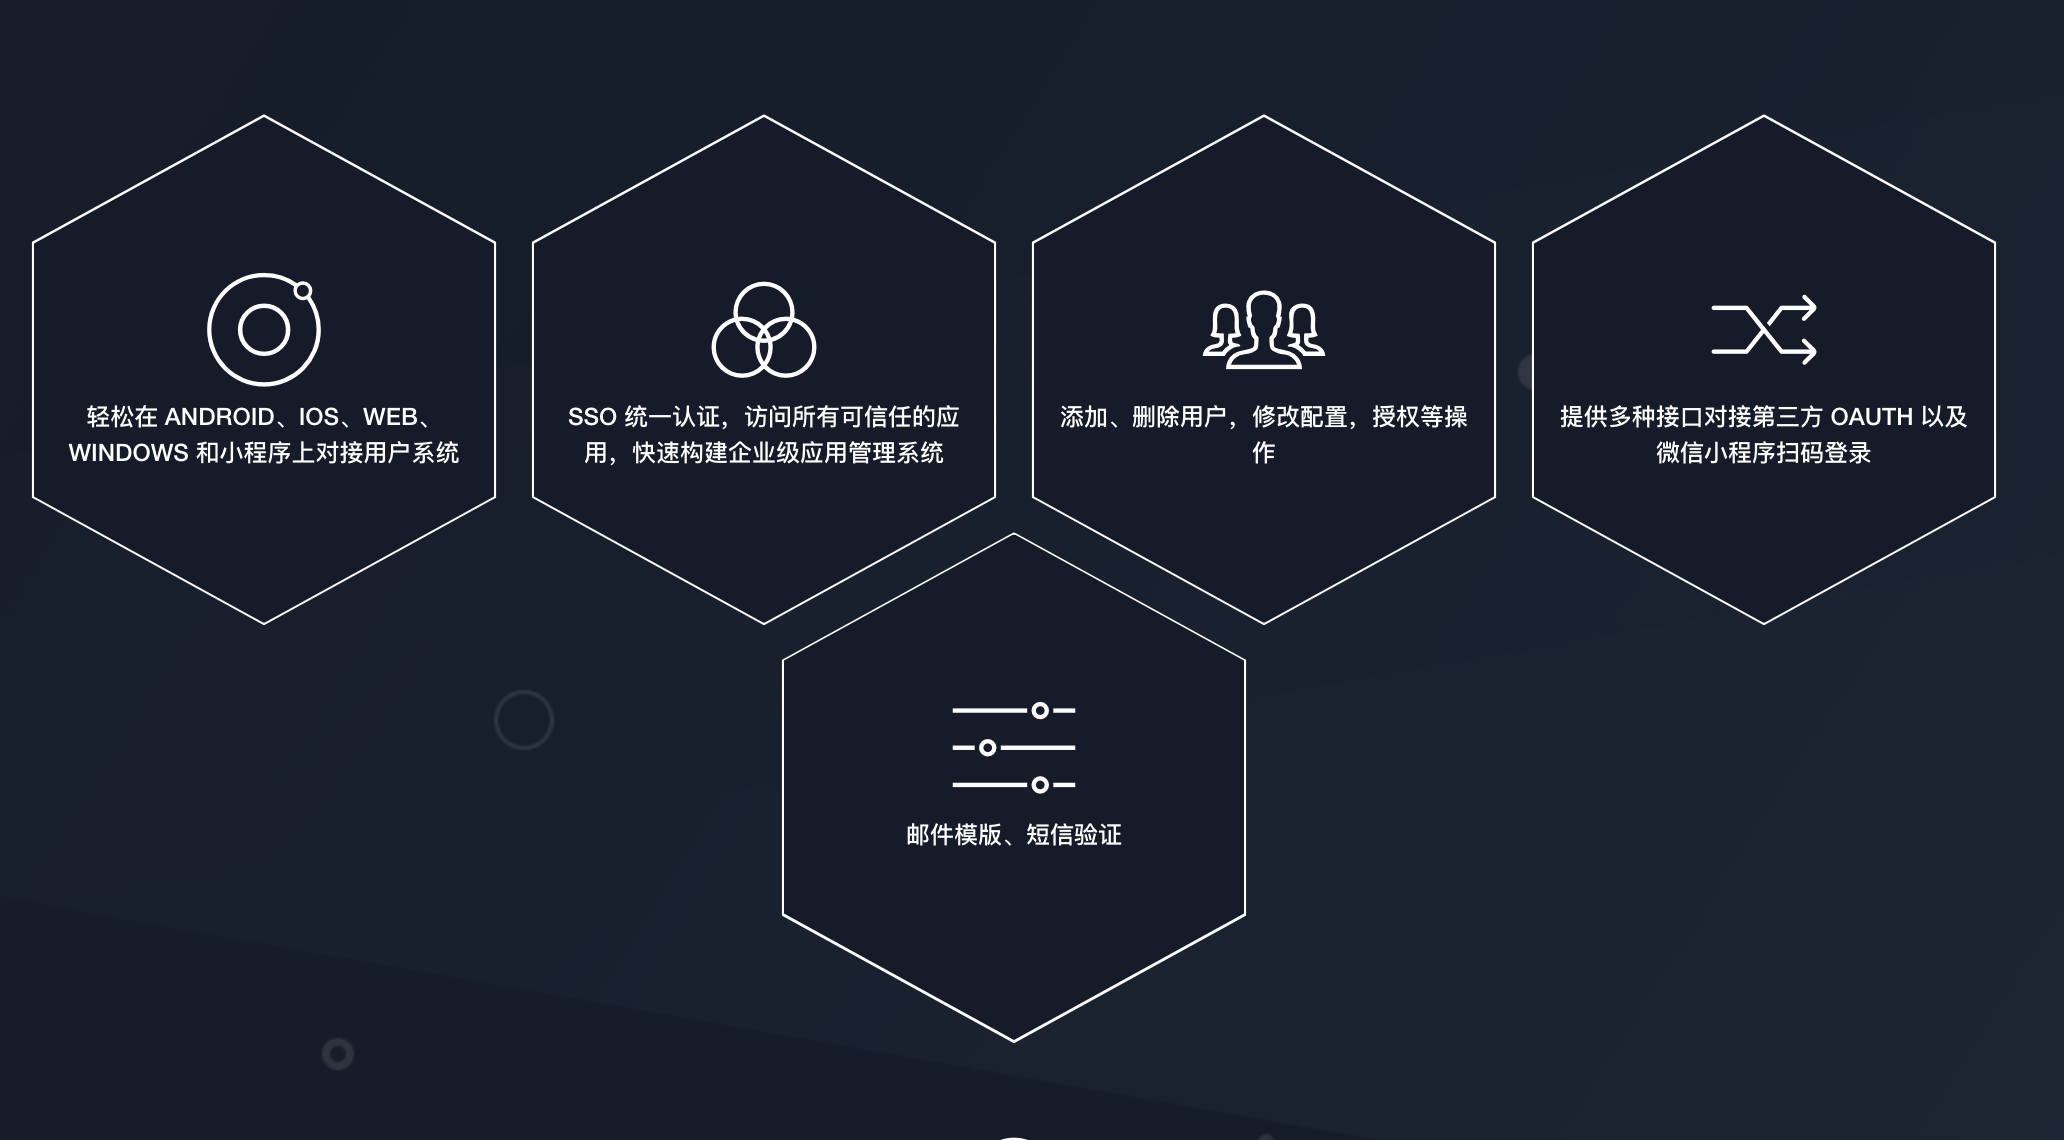 轻松在 ANDROID、IOS、WEB、
WINDOWS 和小程序上对接用户系统
SSO 统一认证，访问所有可信任的应
用，快速构建企业级应用管理系统
添加、删除用户，修改配置，授权等操
作
提供多种接口对接第三方 OAUTH 以及
微信小程序扫码登录
邮件模版、短信验证